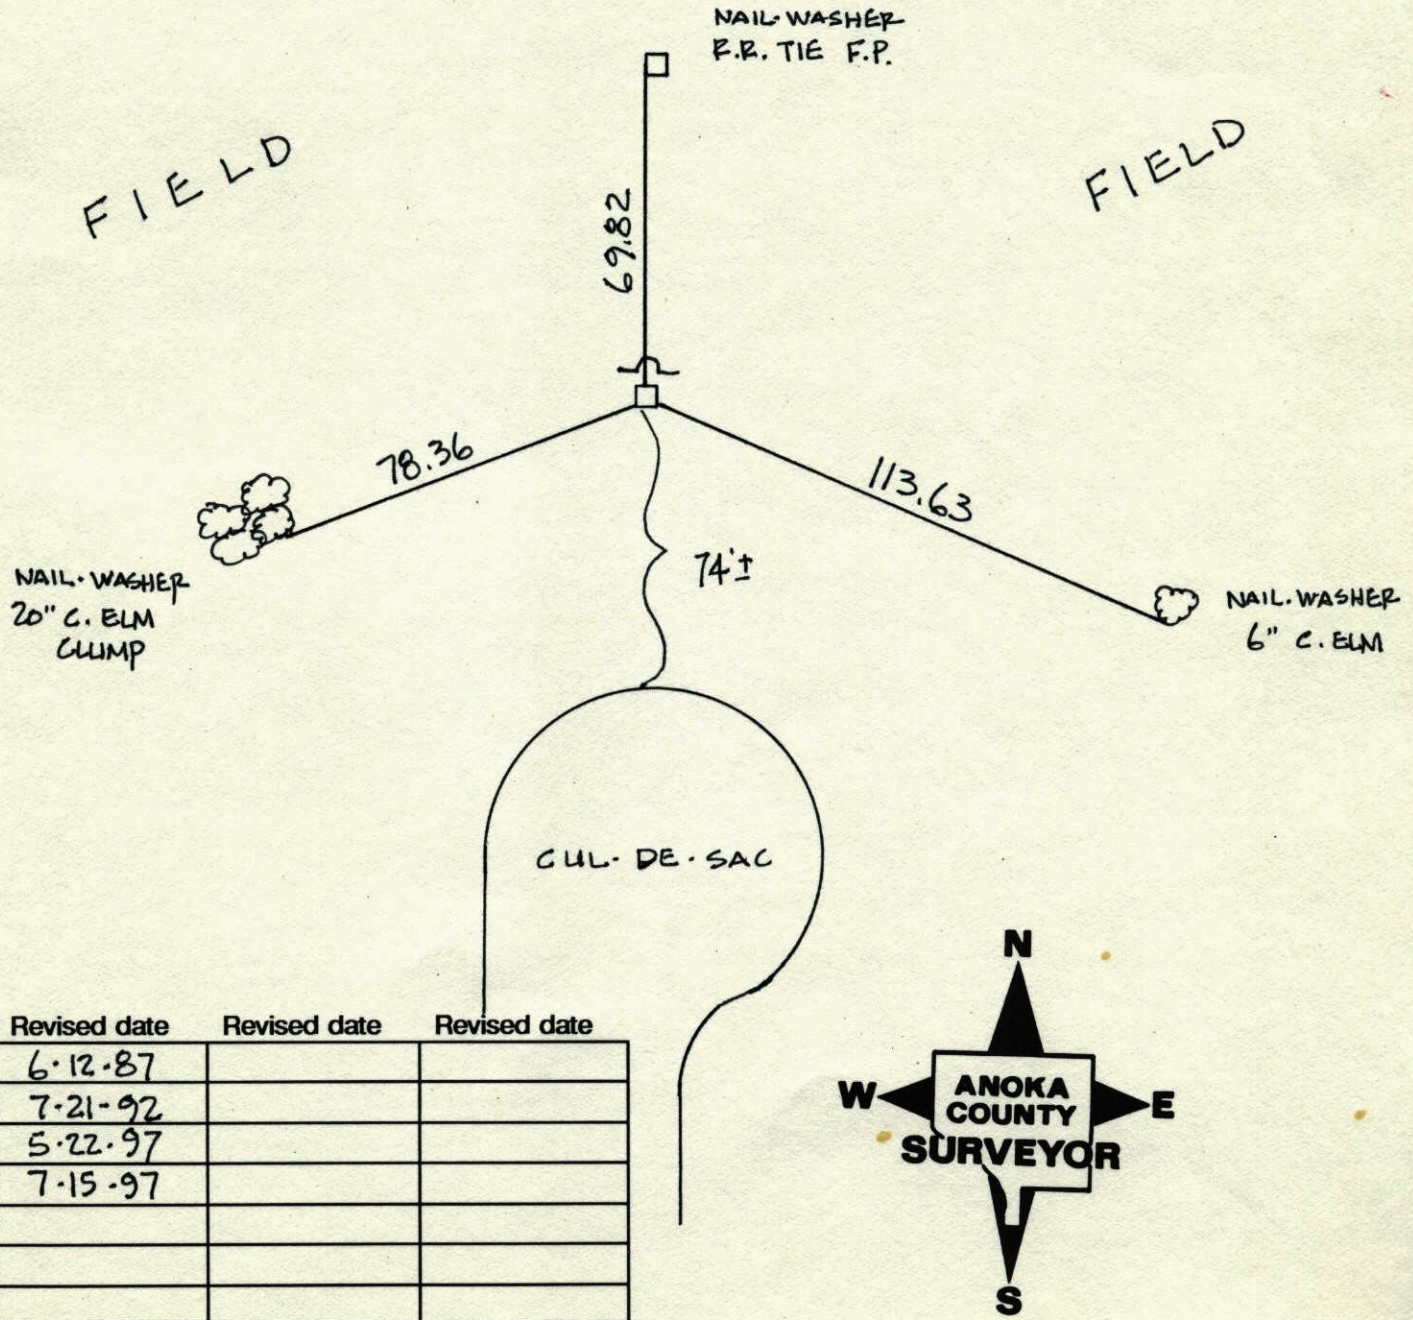 NAIL·WASHER
R.R. TIE F.P.
FIELD
FIELD
69.82
78.36
113.63
74'±
NAIL·WASHER
20" C. ELM
CLUMP
NAIL·WASHER
6" C. ELM
CUL·DE·SAC
N
W
ANOKA
COUNTY
SURVEYOR
E
S
Revised date Revised date Revised date
6·12·87
7-21-92
5·22·97
7·15·97